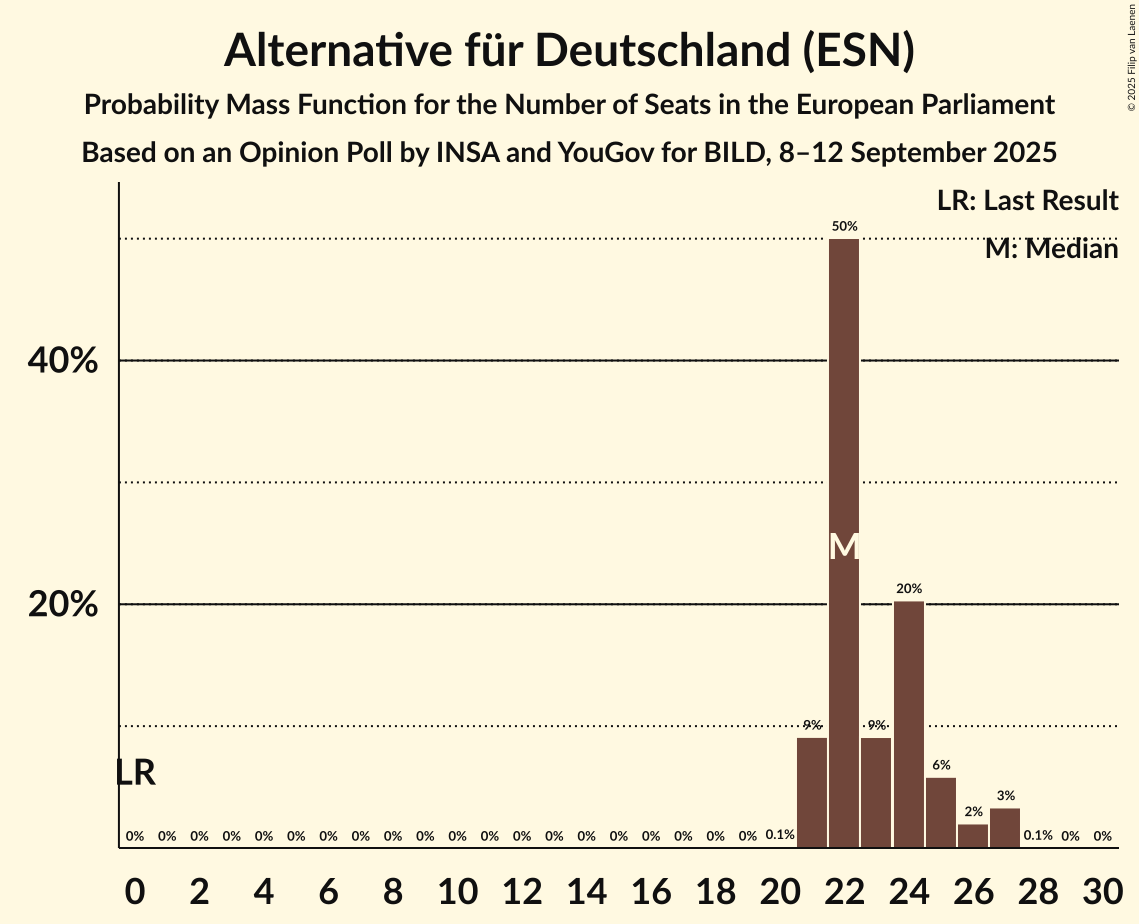 Alternative für Deutschland (ESN)
Probability Mass Function for the Number of Seats in the European Parliament
Based on an Opinion Poll by INSA and YouGov for BILD, 8–12 September 2025
© 2025 Filip van Laenen
LR: Last Result
M: Median
50%
40%
M
20%
20%
9%
9%
LR
6%
3%
2%
0% 0% 0% 0% 0% 0% 0% 0% 0% 0% 0% 0% 0% 0% 0% 0% 0% 0% 0% 0% 0.1% 0.1% 0% 0%
0 2 4 6 8 10 12 14 16 18 20 22 24 26 28 30